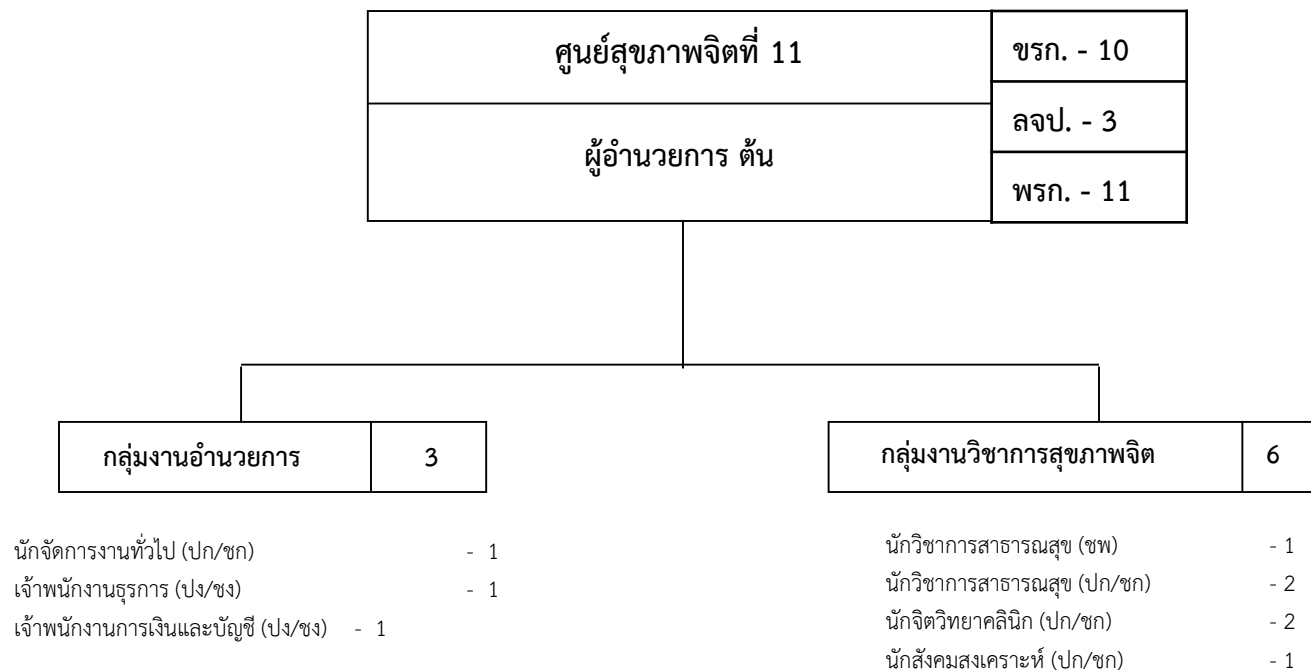 ศูนย์สุขภาพจิตที่ 11
ขรก. - 10
ผู้อำนวยการ ต้น
ลจป. - 3
พรก. - 11
กลุ่มงานอำนวยการ 3
นักจัดการงานทั่วไป (ปก/ชก) - 1
เจ้าพนักงานธุรการ (ปง/ชง) - 1
เจ้าพนักงานการเงินและบัญชี (ปง/ชง) - 1
กลุ่มงานวิชาการสุขภาพจิต 6
นักวิชาการสาธารณสุข (ชพ) - 1
นักวิชาการสาธารณสุข (ปก/ชก) - 2
นักจิตวิทยาคลินิก (ปก/ชก) - 2
นักสังคมสงเคราะห์ (ปก/ชก) - 1